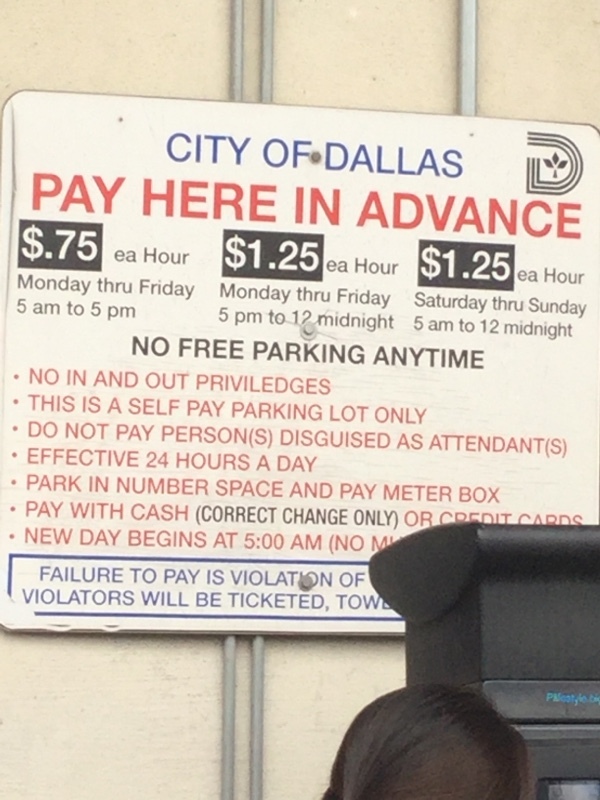 CITY OF DALLAS
PAY HERE IN ADVANCE
$.75 ea Hour
Monday thru Friday
5 am to 5 pm
$1.25 ea Hour
Monday thru Friday
5 pm to 12 midnight
$1.25 ea Hour
Saturday thru Sunday
5 am to 12 midnight
NO FREE PARKING ANYTIME
• NO IN AND OUT PRIVILEDGES
• THIS IS A SELF PAY PARKING LOT ONLY
• DO NOT PAY PERSON(S) DISGUISED AS ATTENDANT(S)
• EFFECTIVE 24 HOURS A DAY
• PARK IN NUMBER SPACE AND PAY METER BOX
• PAY WITH CASH (CORRECT CHANGE ONLY) OR CREDIT CARDS
• NEW DAY BEGINS AT 5:00 AM (NO
FAILURE TO PAY IS VIOLATION OF
VIOLATORS WILL BE TICKETED,